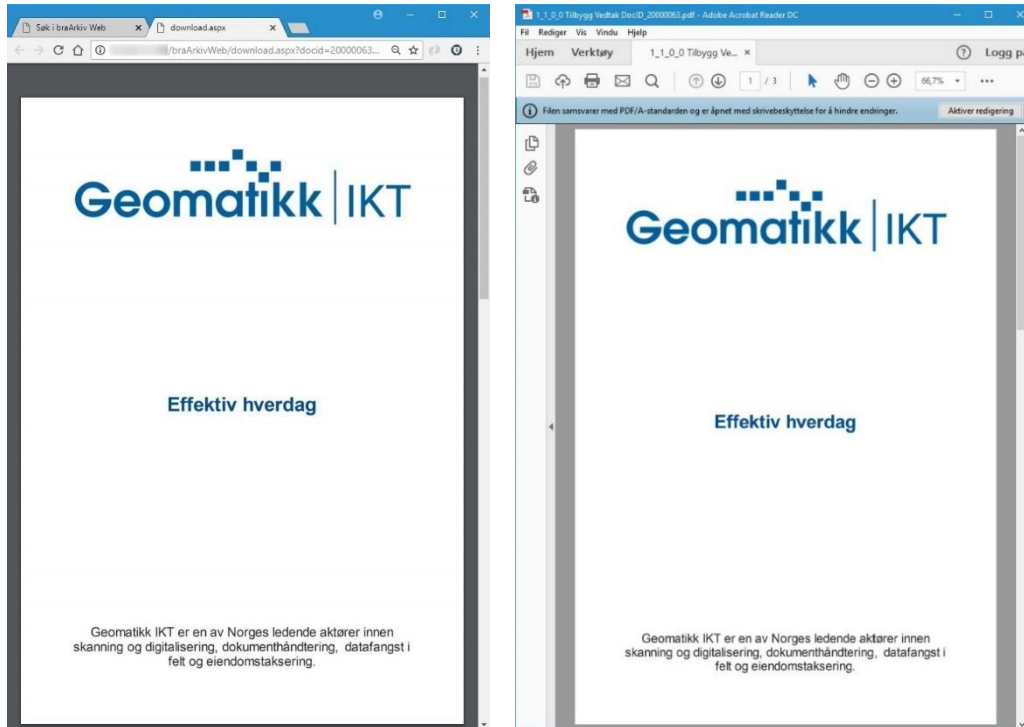 Søk i braArkiv Web
download.aspx
/braArkivWeb/download.aspx?docid=20000063...
Geomatikk IKT
Effektiv hverdag
Geomatikk IKT er en av Norges ledende aktører innen
skanning og digitalisering, dokumenthåndtering, datafangst i
felt og eiendomstaksering.
1_1_0_0 Tilbygg Vedtak DocID_20000063.pdf - Adobe Acrobat Reader DC
Fil Rediger Vis Vindu Hjelp
Hjem Verktøy 1_1_0_0 Tilbygg Ve...
Logg p
1 / 3 66,7%
Filen samsvarer med PDF/A-standarden og er åpnet med skrivebeskyttelse for å hindre endringer. Aktiver redigering
Geomatikk IKT
Effektiv hverdag
Geomatikk IKT er en av Norges ledende aktører innen
skanning og digitalisering, dokumenthåndtering, datafangst i
felt og eiendomstaksering.